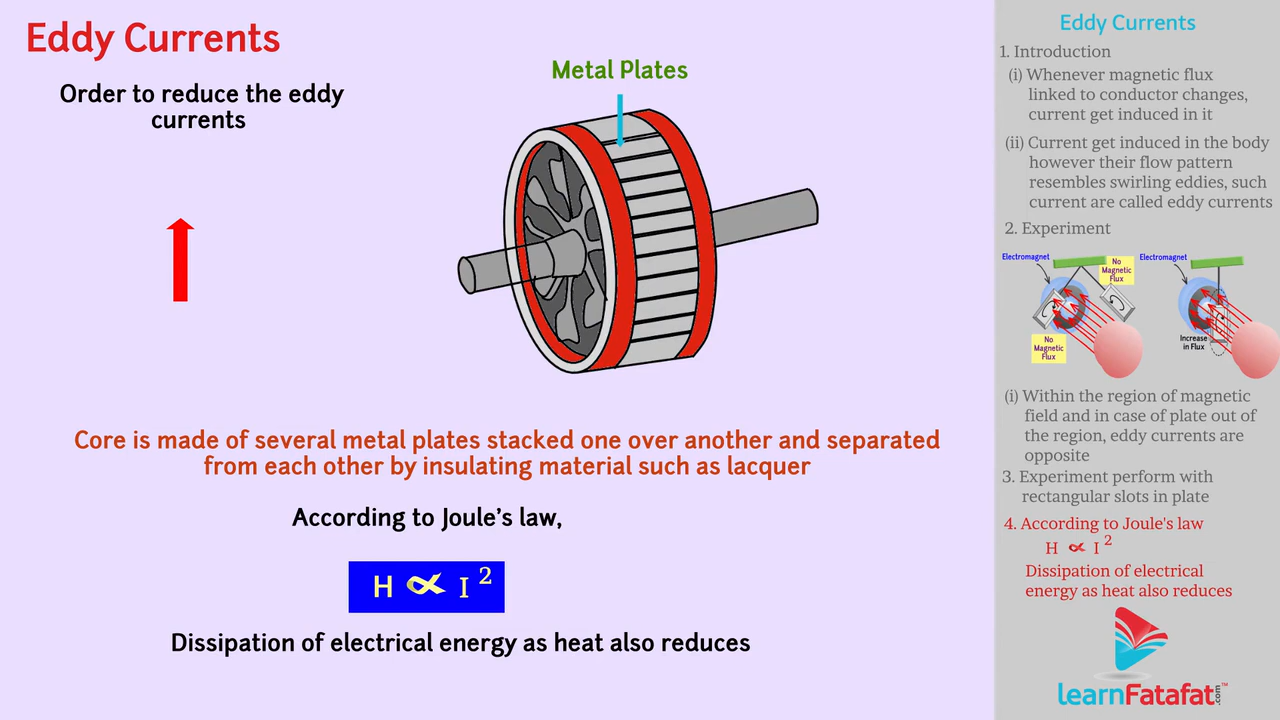 Eddy Currents
Order to reduce the eddy
currents
Metal Plates
Core is made of several metal plates stacked one over another and separated
from each other by insulating material such as lacquer
According to Joule's law,
H ∝ I ²
Dissipation of electrical energy as heat also reduces
Eddy Currents
1. Introduction
(i) Whenever magnetic flux
linked to conductor changes,
current get induced in it
(ii) Current get induced in the body
however their flow pattern
resembles swirling eddies, such
current are called eddy currents
2. Experiment
Electromagnet
No
Magnetic
Flux
Electromagnet
No
Magnetic
Flux
Increase
in Flux
(i) Within the region of magnetic
field and in case of plate out of
the region, eddy currents are
opposite
3. Experiment perform with
rectangular slots in plate
4. According to Joule's law
H ∝ I ²
Dissipation of electrical
energy as heat also reduces
learnFatafat.com™